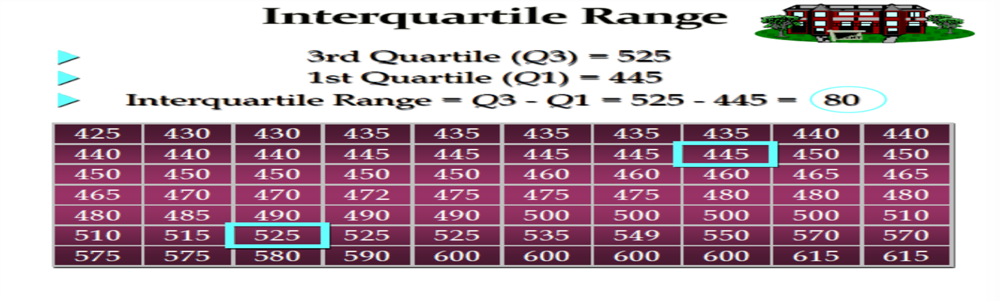 Interquartile Range
3rd Quartile (Q3) = 525
1st Quartile (Q1) = 445
Interquartile Range = Q3 - Q1 = 525 - 445 = 80
425 430 430 435 435 435 435 435 440 440
440 440 440 445 445 445 445 445 450 450
450 450 450 450 450 460 460 460 465 465
465 470 470 472 475 475 475 480 480 480
480 485 490 490 490 500 500 500 500 510
510 515 525 525 525 535 549 550 570 570
575 575 580 590 600 600 600 600 615 615